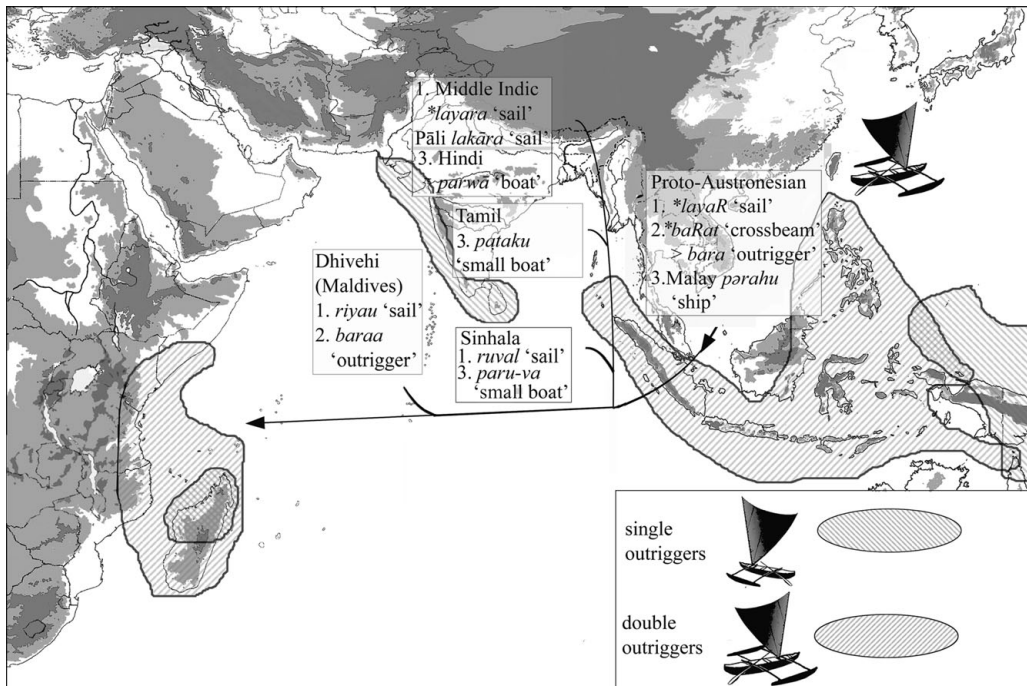 1. Middle Indic
*layara ‘sail’
Pāli lakāra ‘sail’
3. Hindi
parwā ‘boat’
Tamil
3. pataku
‘small boat’
Dhivehi
(Maldives)
1. riyau ‘sail’
2. baraa
‘outrigger’
Sinhala
1. ruval ‘sail’
3. paru-va
‘small boat’
Proto-Austronesian
1. *layaR ‘sail’
2.*baRat ‘crossbeam’
> bara ‘outrigger’
3.Malay pərahu
‘ship’
single
outriggers
double
outriggers